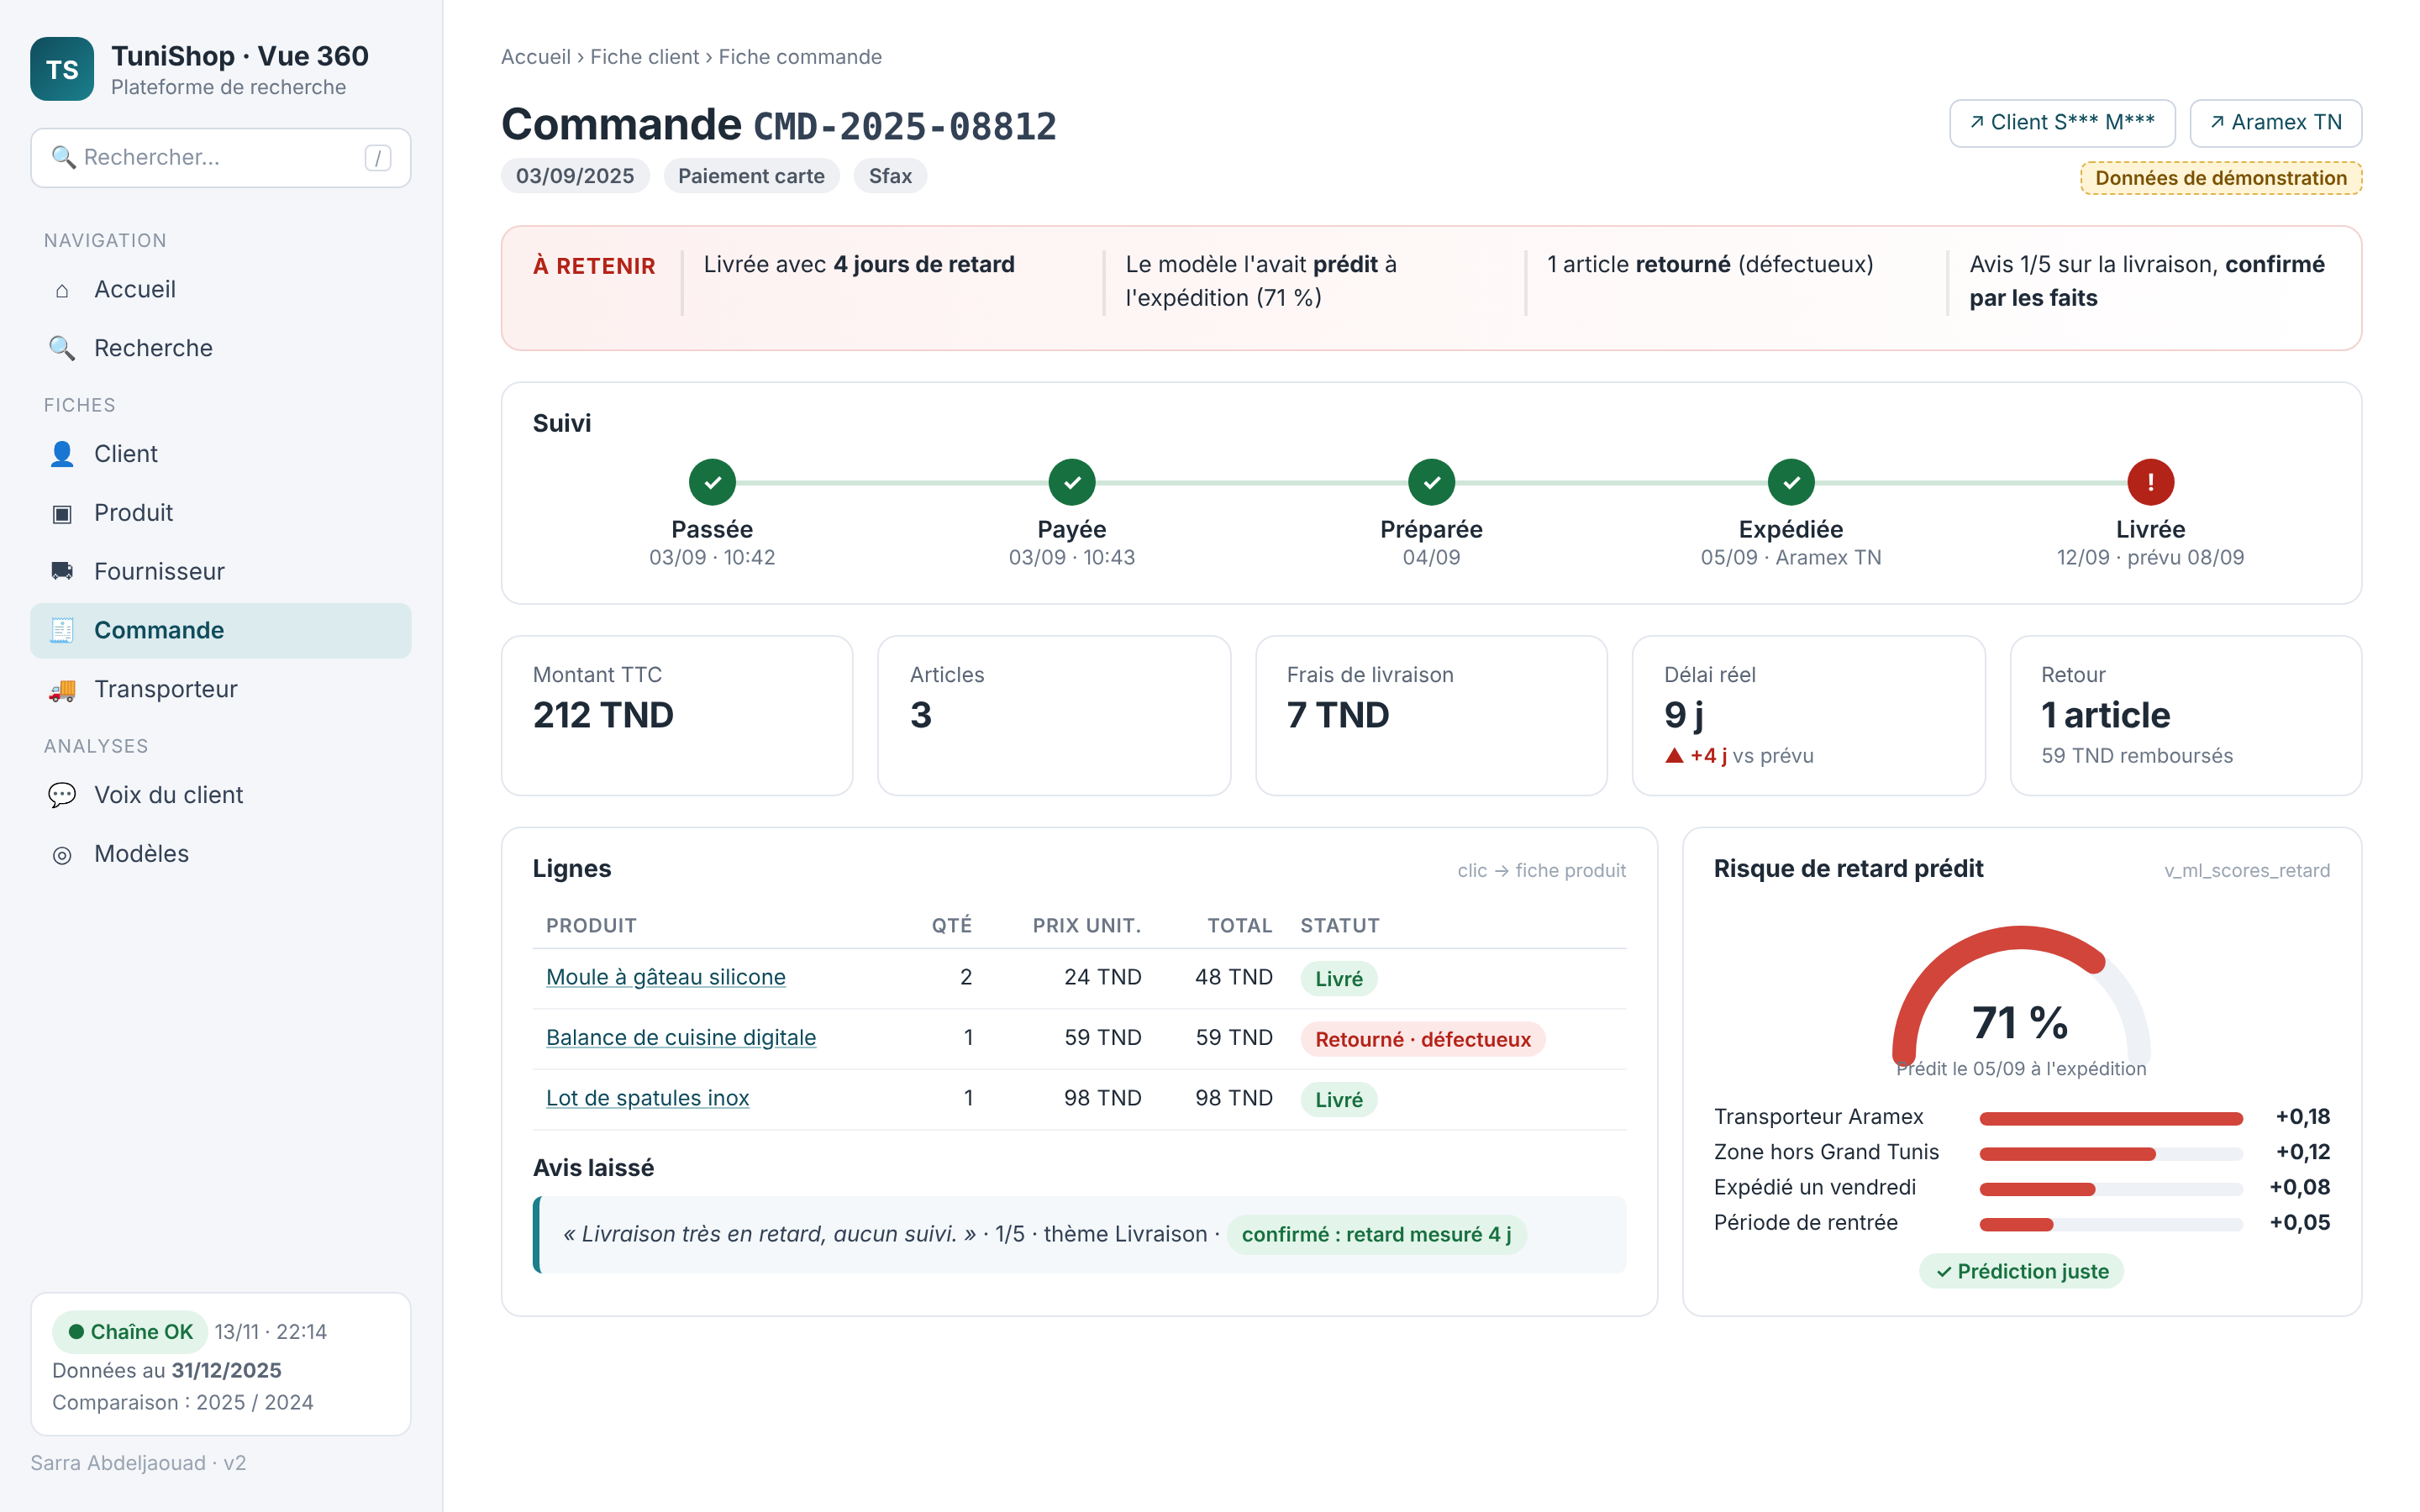 TS
TuniShop · Vue 360
Plateforme de recherche
Rechercher... /
NAVIGATION
Accueil
Recherche
FICHES
Client
Produit
Fournisseur
Commande
Transporteur
ANALYSES
Voix du client
Modèles
Chaîne OK 13/11 · 22:14
Données au 31/12/2025
Comparaison : 2025 / 2024
Sarra Abdeljaouad · v2
Accueil › Fiche client › Fiche commande
Commande CMD-2025-08812
↗ Client S*** M*** ↗ Aramex TN
03/09/2025 Paiement carte Sfax
Données de démonstration
À RETENIR
Livrée avec 4 jours de retard
Le modèle l'avait prédit à
l'expédition (71 %)
1 article retourné (défectueux)
Avis 1/5 sur la livraison, confirmé
par les faits
Suivi
✓ ✓ ✓ ✓ !
Passée Payée Préparée Expédiée Livrée
03/09 · 10:42 03/09 · 10:43 04/09 05/09 · Aramex TN 12/09 · prévu 08/09
Montant TTC
212 TND
Articles
3
Frais de livraison
7 TND
Délai réel
9 j
▲ +4 j vs prévu
Retour
1 article
59 TND remboursés
Lignes clic → fiche produit
PRODUIT QTÉ PRIX UNIT. TOTAL STATUT
Moule à gâteau silicone 2 24 TND 48 TND Livré
Balance de cuisine digitale 1 59 TND 59 TND Retourné · défectueux
Lot de spatules inox 1 98 TND 98 TND Livré
Avis laissé
« Livraison très en retard, aucun suivi. » · 1/5 · thème Livraison · confirmé : retard mesuré 4 j
Risque de retard prédit v_ml_scores_retard
71 %
Prédit le 05/09 à l'expédition
Transporteur Aramex +0,18
Zone hors Grand Tunis +0,12
Expédié un vendredi +0,08
Période de rentrée +0,05
✓ Prédiction juste